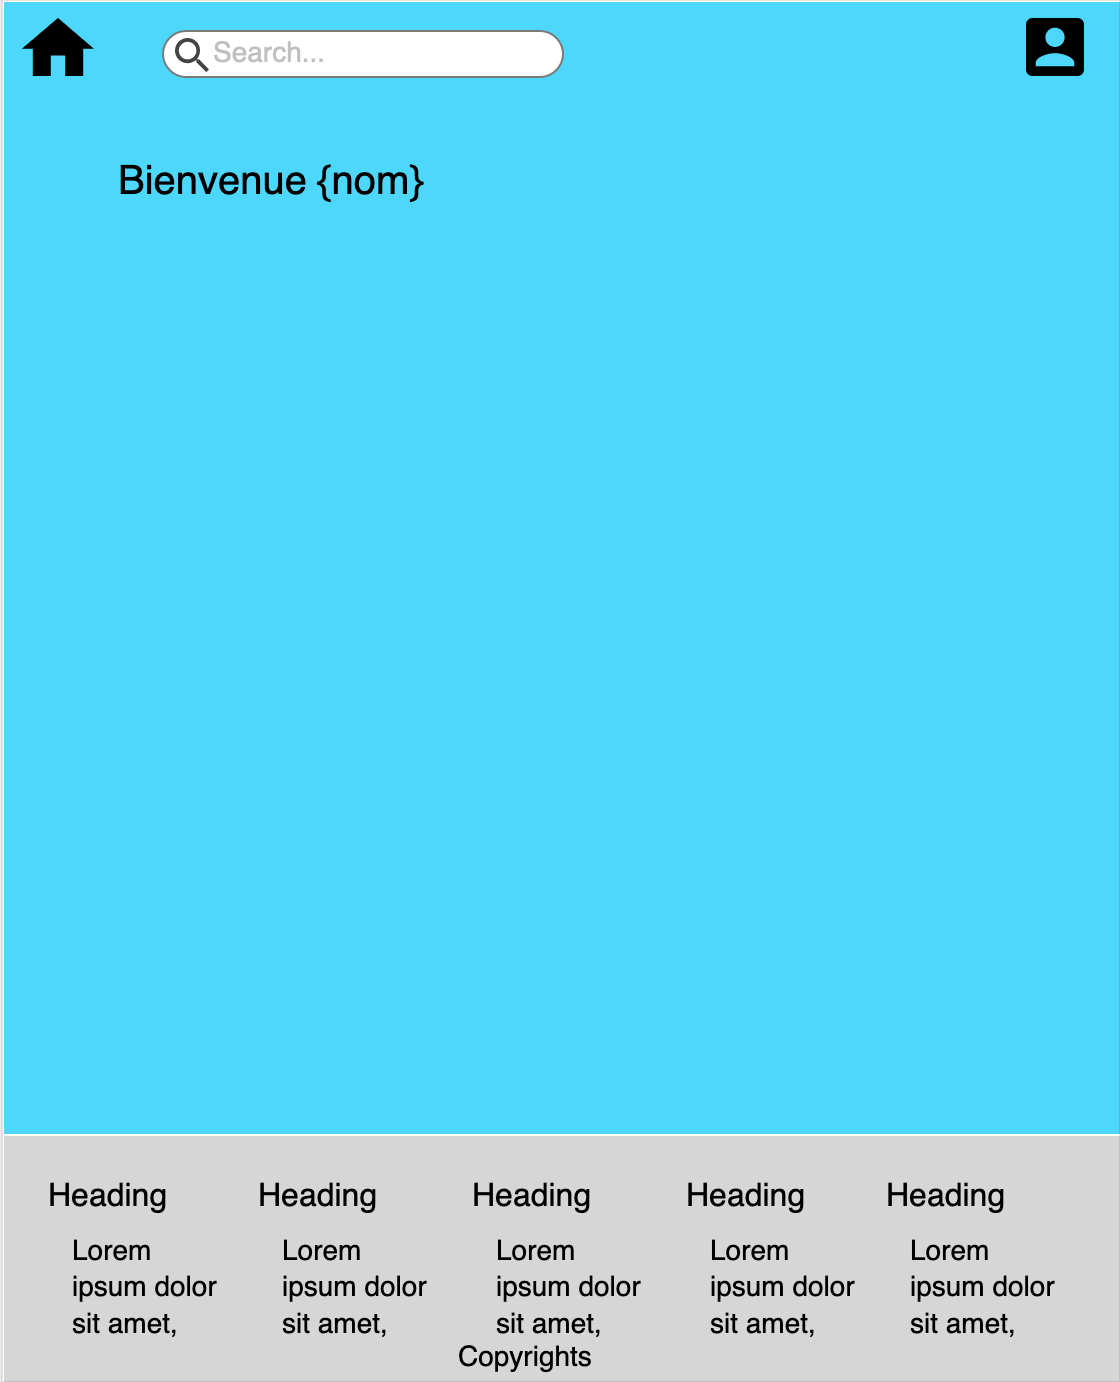 Search...
Bienvenue {nom}
Heading Heading Heading Heading Heading
Lorem Lorem Lorem Lorem Lorem
ipsum dolor ipsum dolor ipsum dolor ipsum dolor ipsum dolor
sit amet, sit amet, sit amet, sit amet, sit amet,
Copyrights